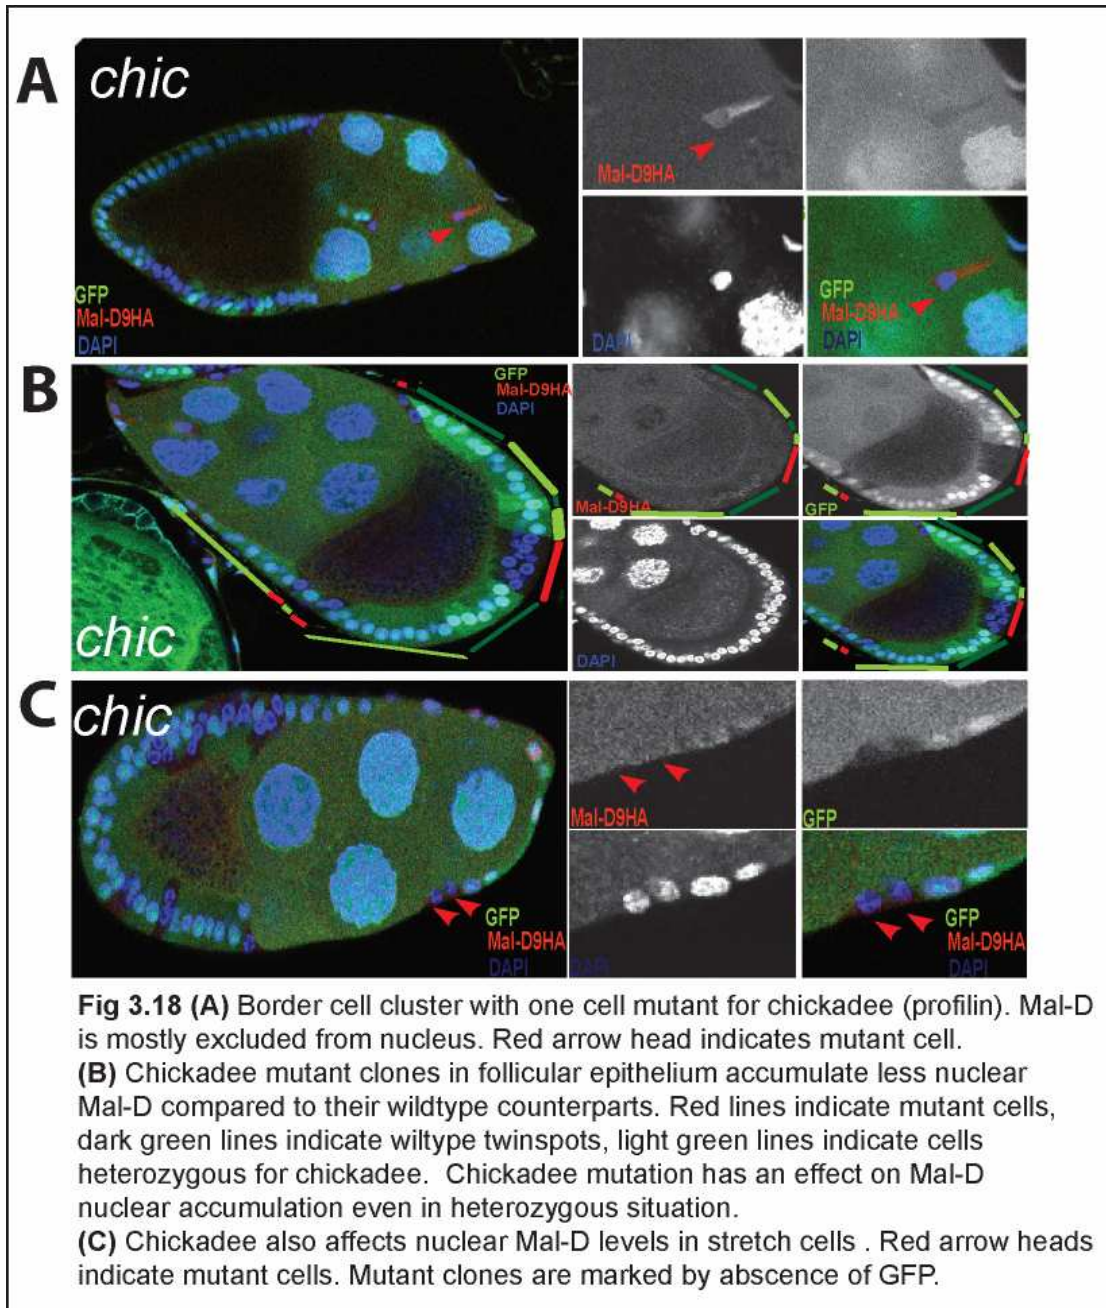 A
chic
GFP
Mal-D9HA
DAPI
Mal-D9HA
DAPI
GFP
Mal-D9HA
DAPI
B
GFP
Mal-D9HA
DAPI
chic
Mal-D9HA
GFP
DAPI
C
chic
GFP
Mal-D9HA
DAPI
Mal-D9HA
GFP
DAPI
GFP
Mal-D9HA
DAPI
Fig 3.18 (A) Border cell cluster with one cell mutant for chickadee (profilin). Mal-D
is mostly excluded from nucleus. Red arrow head indicates mutant cell.
(B) Chickadee mutant clones in follicular epithelium accumulate less nuclear
Mal-D compared to their wildtype counterparts. Red lines indicate mutant cells,
dark green lines indicate wiltype twinspots, light green lines indicate cells
heterozygous for chickadee. Chickadee mutation has an effect on Mal-D
nuclear accumulation even in heterozygous situation.
(C) Chickadee also affects nuclear Mal-D levels in stretch cells . Red arrow heads
indicate mutant cells. Mutant clones are marked by abscence of GFP.